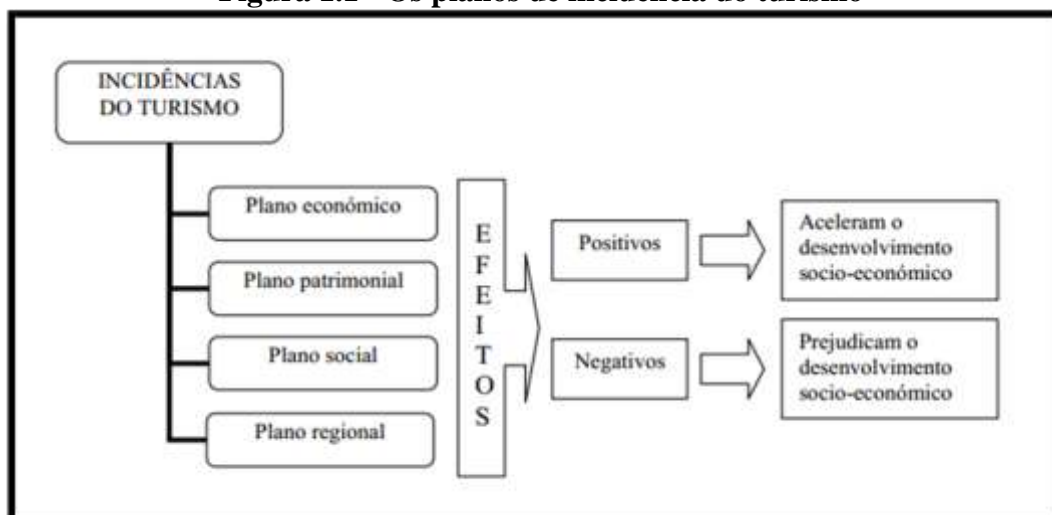 INCIDÊNCIAS
DO TURISMO
Plano económico
Plano patrimonial
Plano social
Plano regional
EFEITOS
Positivos
Negativos
Aceleram o
desenvolvimento
socio-económico
Prejudicam o
desenvolvimento
socio-económico